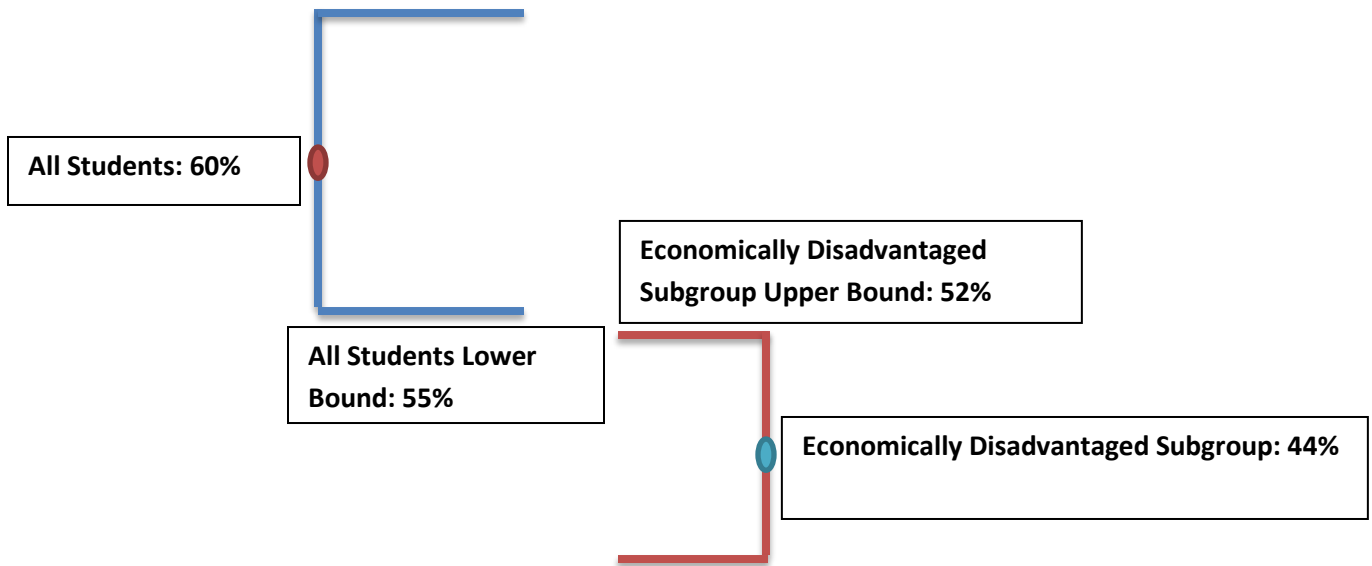 All Students: 60%
Economically Disadvantaged
Subgroup Upper Bound: 52%
All Students Lower
Bound: 55%
Economically Disadvantaged Subgroup: 44%